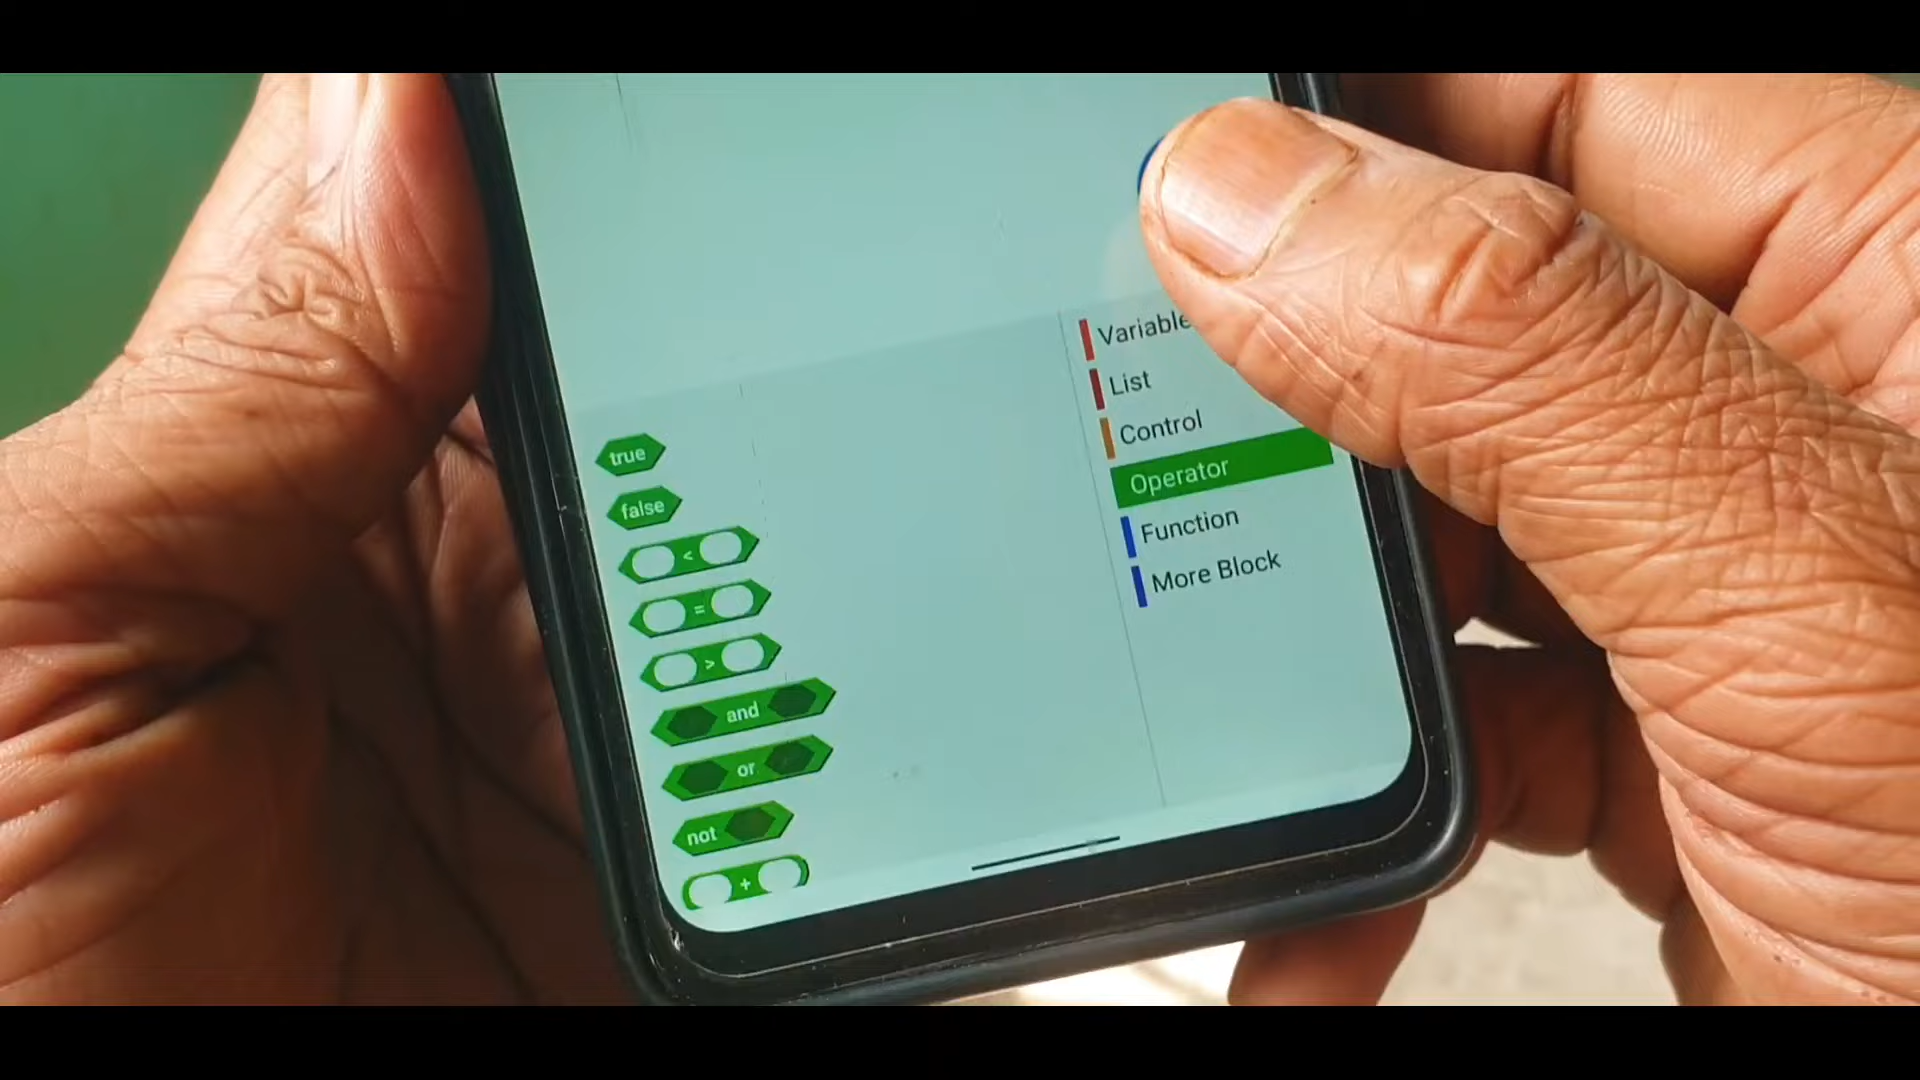 Variable
List
Control
Operator
Function
More Block
true
false
<
=
>
and
or
not
+